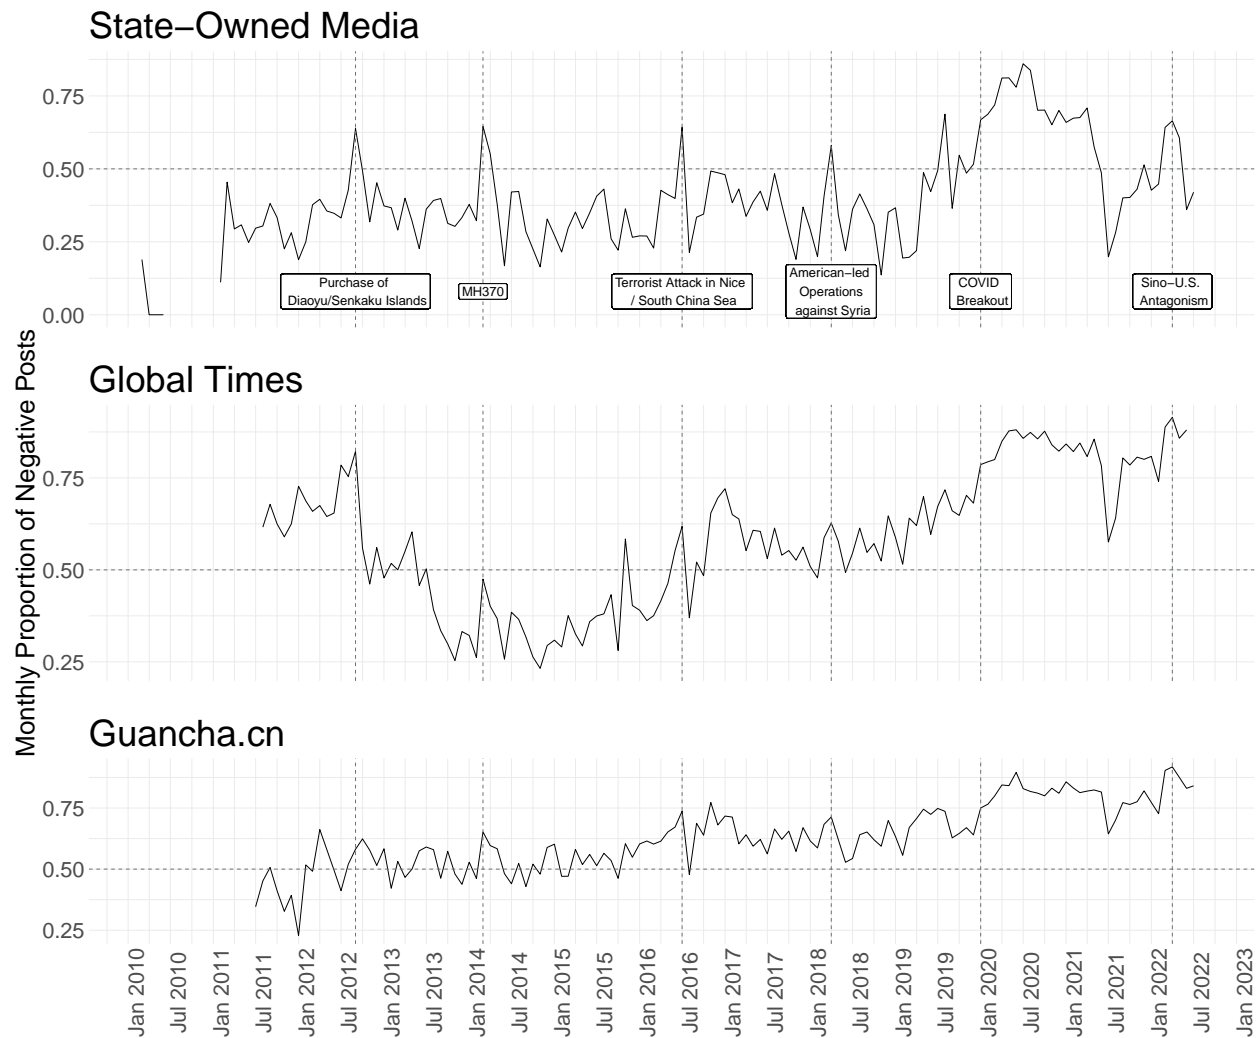 State−Owned Media
0.75
0.50
0.25
0.00
Purchase of
Diaoyu/Senkaku Islands
MH370
Terrorist Attack in Nice
/ South China Sea
American−led
Operations
against Syria
COVID
Breakout
Sino−U.S.
Antagonism
Monthly Proportion of Negative Posts
Global Times
0.75
0.50
0.25
Guancha.cn
0.75
0.50
0.25
Jan 2010
Jul 2010
Jan 2011
Jul 2011
Jan 2012
Jul 2012
Jan 2013
Jul 2013
Jan 2014
Jul 2014
Jan 2015
Jul 2015
Jan 2016
Jul 2016
Jan 2017
Jul 2017
Jan 2018
Jul 2018
Jan 2019
Jul 2019
Jan 2020
Jul 2020
Jan 2021
Jul 2021
Jan 2022
Jul 2022
Jan 2023